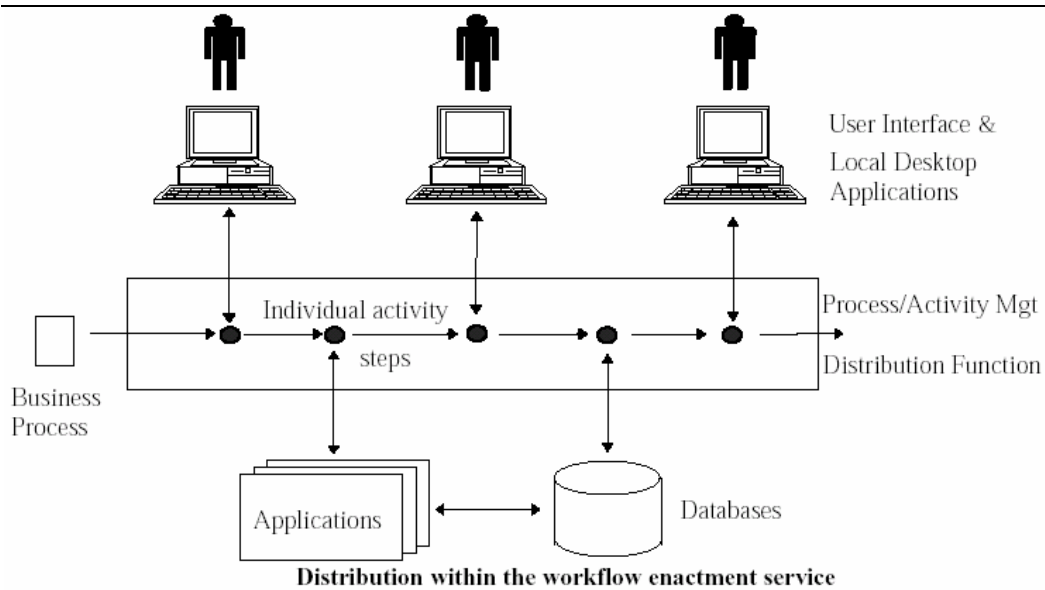 User Interface &
Local Desktop
Applications
Individual activity
steps
Process/Activity Mgt
Distribution Function
Business
Process
Applications
Databases
Distribution within the workflow enactment service